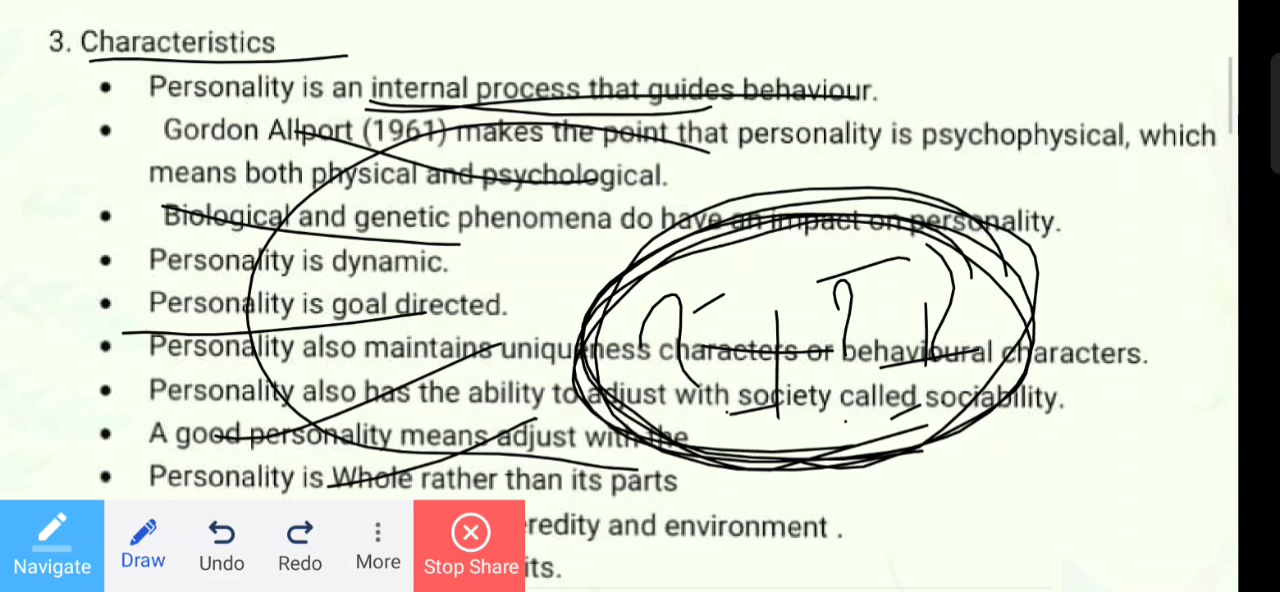 3. Characteristics
• Personality is an internal process that guides behaviour.
• Gordon Allport (1961) makes the point that personality is psychophysical, which
means both physical and psychological.
• Biological and genetic phenomena do have an impact on personality.
• Personality is dynamic.
• Personality is goal directed.
• Personality also maintains uniqueness characters or behavioural characters.
• Personality also has the ability to adjust with society called sociability.
• A good personality means adjust with the
• Personality is Whole rather than its parts
redity and environment .
its.
Navigate Draw Undo Redo More Stop Share